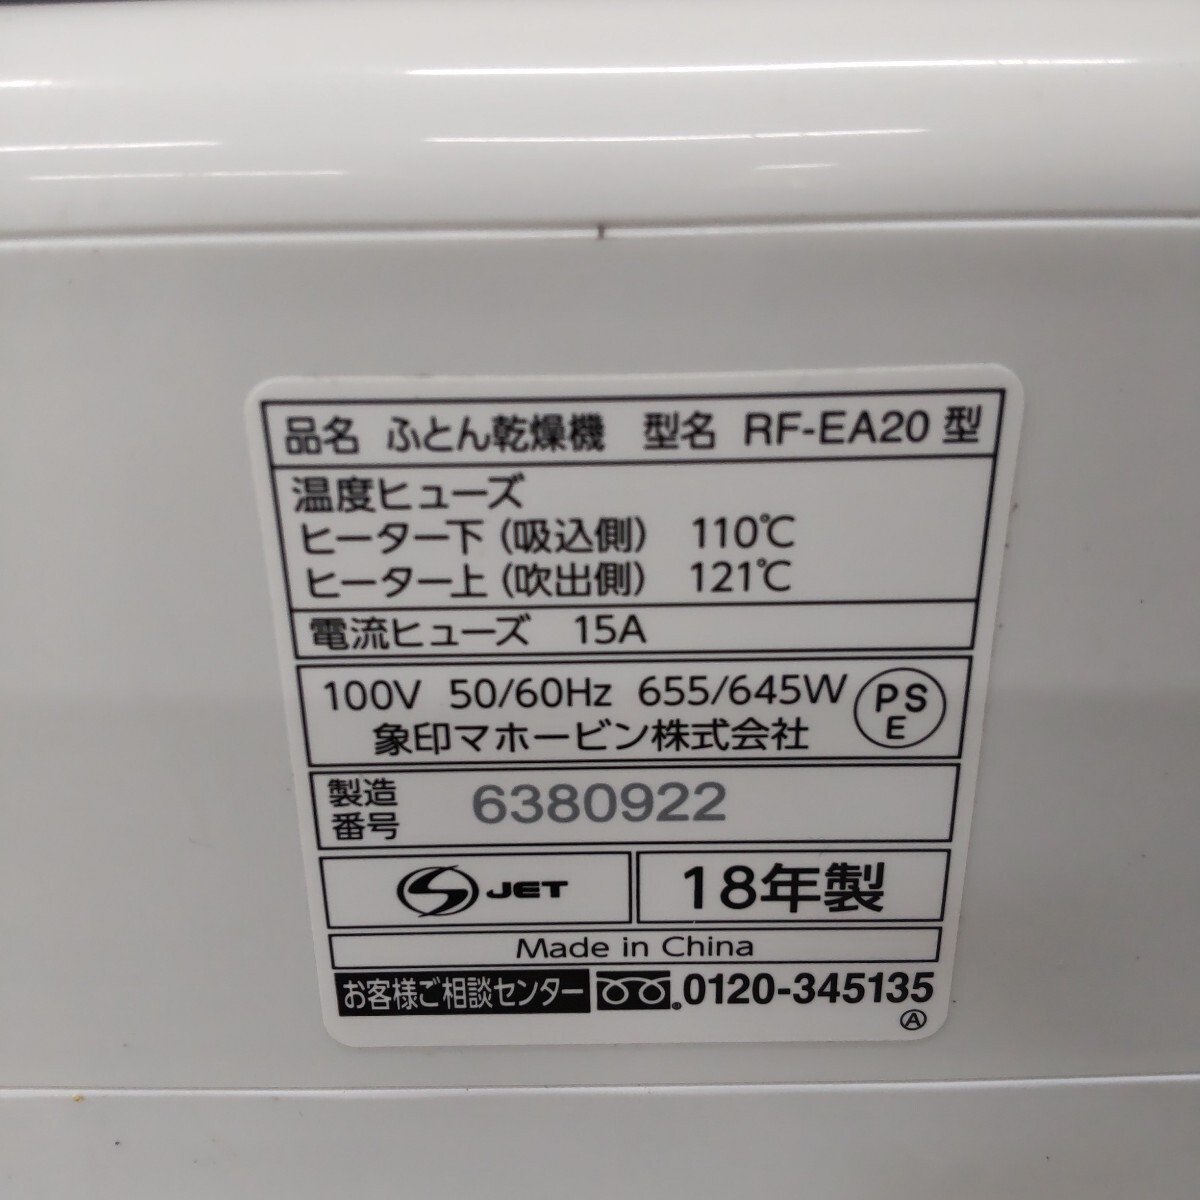 品名 ふとん乾燥機 型名 RF-EA20 型
温度ヒューズ
ヒーター下(吸込側) 110℃
ヒーター上(吹出側) 121℃
電流ヒューズ 15A
100V 50/60Hz 655/645W
PS
E
象印マホービン株式会社
製造
番号
6380922
JET
18年製
Made in China
お客様ご相談センター 0120-345135
A